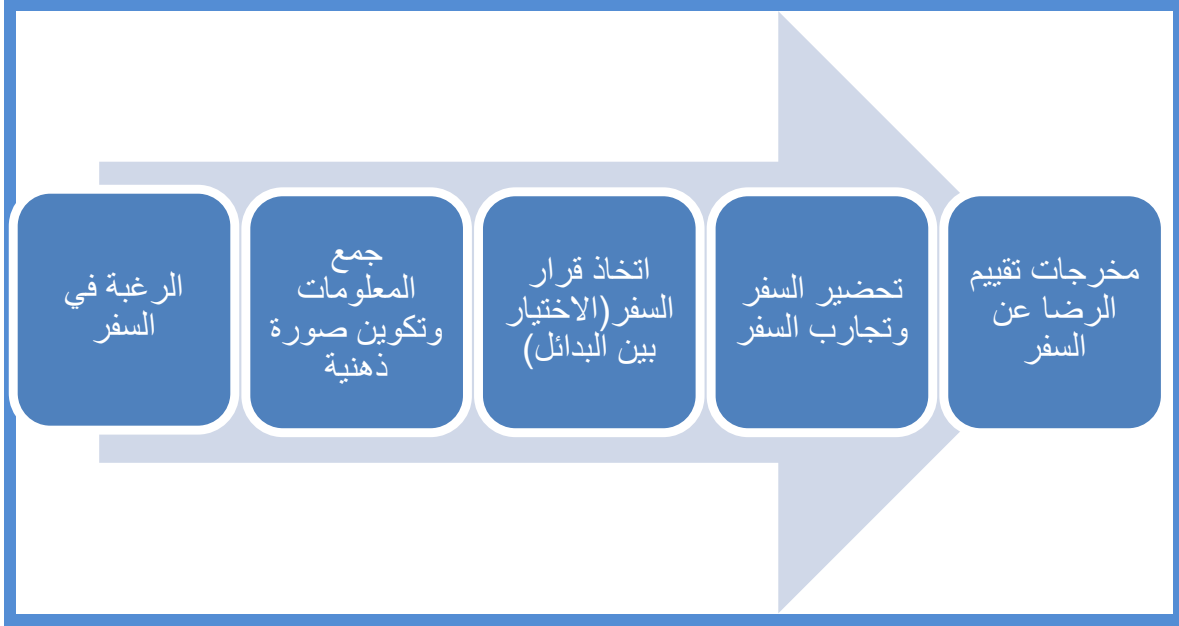 الرغبة في
السفر
جمع
المعلومات
وتكوين صورة
ذهنية
اتخاذ قرار
السفر(الاختيار
بين البدائل)
تحضير السفر
وتجارب السفر
مخرجات تقييم
الرضا عن
السفر